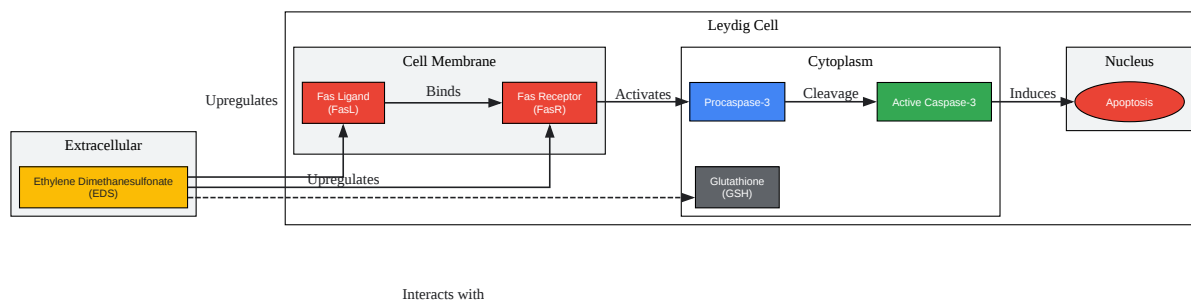 Leydig Cell
Cell Membrane
Cytoplasm
Nucleus
Fas Ligand
(FasL)
Binds
Fas Receptor
(FasR)
Activates
Procaspase-3
Cleavage
Active Caspase-3
Induces
Apoptosis
Upregulates
Extracellular
Ethylene Dimethanesulfonate
(EDS)
Upregulates
Glutathione
(GSH)
Interacts with